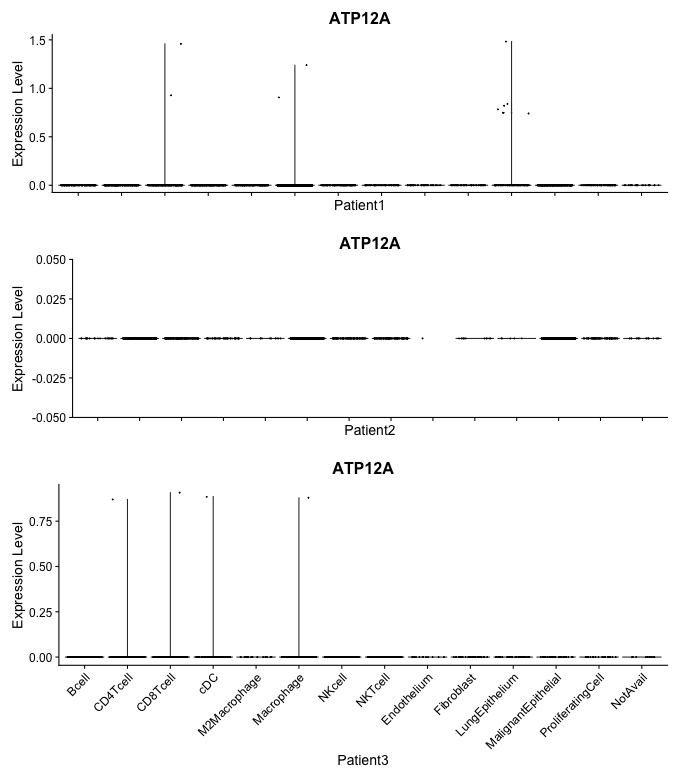 ATP12A
Expression Level
1.5
1.0
0.5
0.0
Patient1
ATP12A
Expression Level
0.050
0.025
0.000
-0.025
-0.050
Patient2
ATP12A
Expression Level
0.75
0.50
0.25
0.00
Bcell
CD4Tcell
CD8Tcell
cDC
M2Macrophage
Macrophage
NKcell
NKTcell
Endothelium
Fibroblast
LungEpithelium
MalignantEpithelial
ProliferatingCell
NotAvail
Patient3